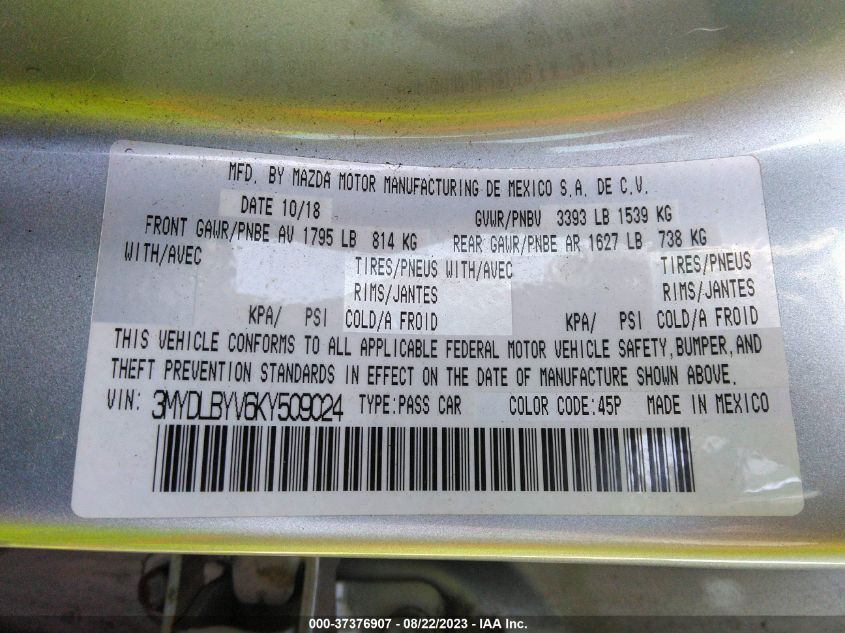 MFD. BY MAZDA MOTOR MANUFACTURING DE MEXICO S.A. DE C.V.
DATE 10/18 GVWR/PNBV 3393 LB 1539 KG
FRONT GAWR/PNBE AV 1795 LB 814 KG REAR GAWR/PNBE AR 1627 LB 738 KG
WITH/AVEC TIRES/PNEUS WITH/AVEC TIRES/PNEUS
RIMS/JANTES RIMS/JANTES
KPA/ PSI COLD/A FROID KPA/ PSI COLD/A FROID
THIS VEHICLE CONFORMS TO ALL APPLICABLE FEDERAL MOTOR VEHICLE SAFETY, BUMPER, AND
THEFT PREVENTION STANDARDS IN EFFECT ON THE DATE OF MANUFACTURE SHOWN ABOVE.
VIN: 3MYDLBYV6KY509024 TYPE:PASS CAR COLOR CODE:45P MADE IN MEXICO
000-37376907 - 08/22/2023 - IAA Inc.